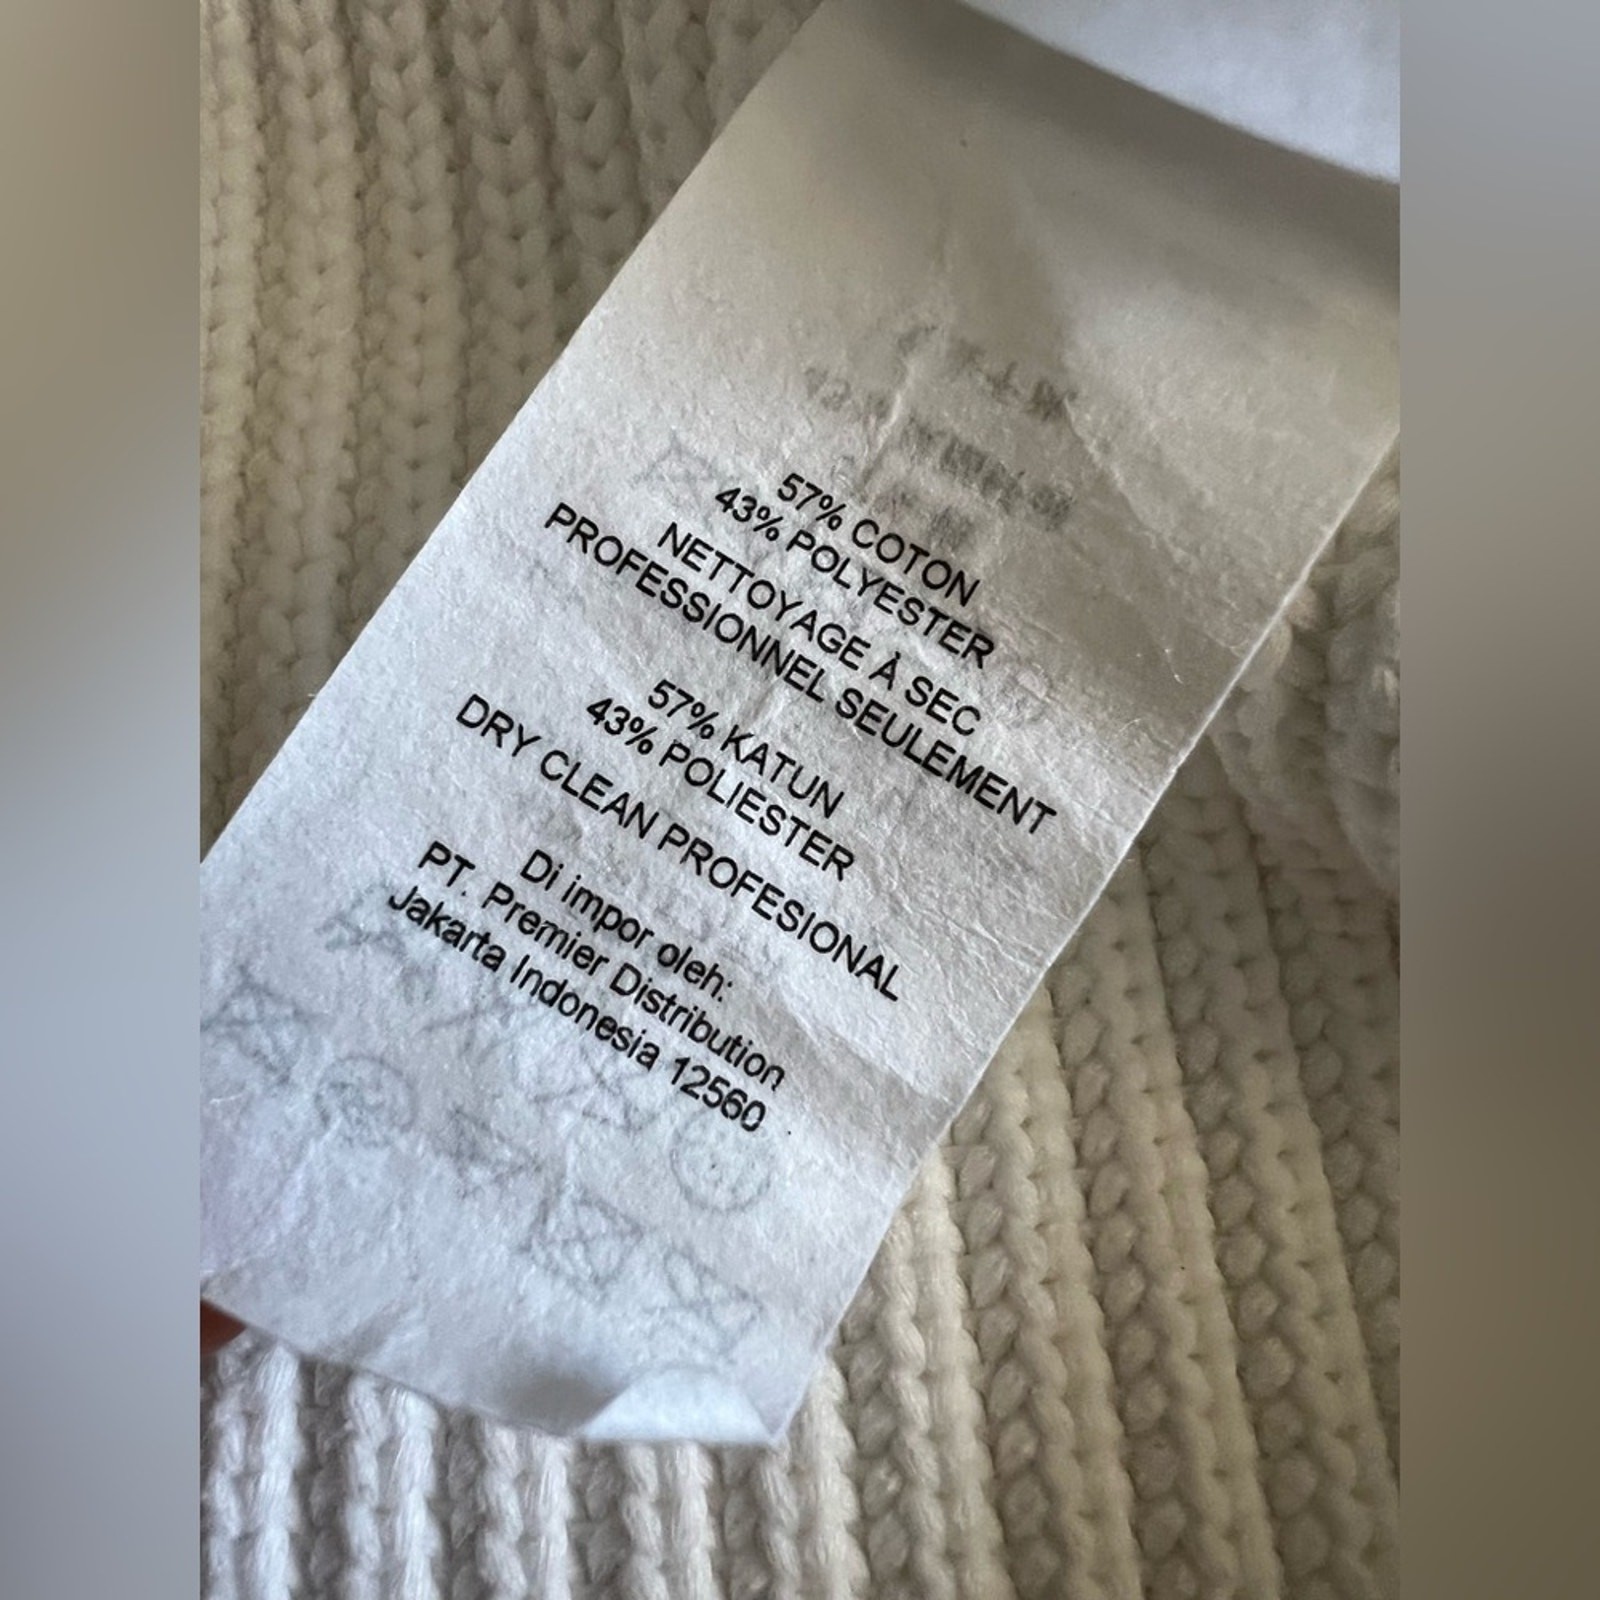 57% COTON
43% POLYESTER
NETTOYAGE À SEC
PROFESSIONNEL SEULEMENT
57% KATUN
43% POLIESTER
DRY CLEAN PROFESIONAL
Di impor oleh:
PT. Premier Distribution
Jakarta Indonesia 12560